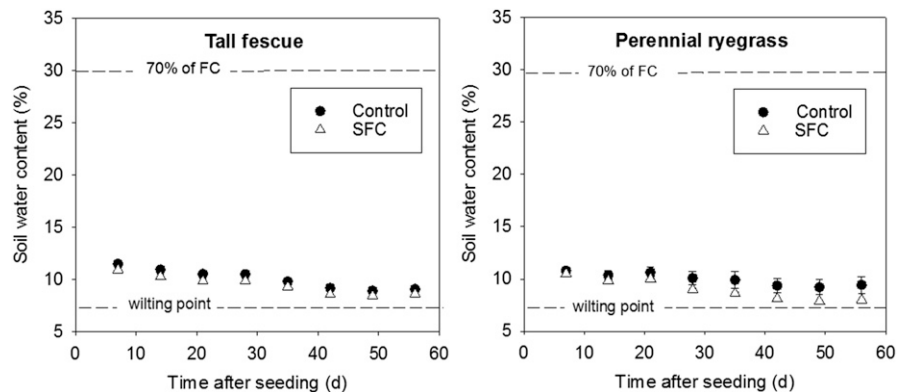 Tall fescue
70% of FC
Control
SFC
wilting point
Soil water content (%)
35
30
25
20
15
10
5
0 10 20 30 40 50 60
Time after seeding (d)
Perennial ryegrass
70% of FC
Control
SFC
wilting point
Soil water content (%)
35
30
25
20
15
10
5
0 10 20 30 40 50 60
Time after seeding (d)